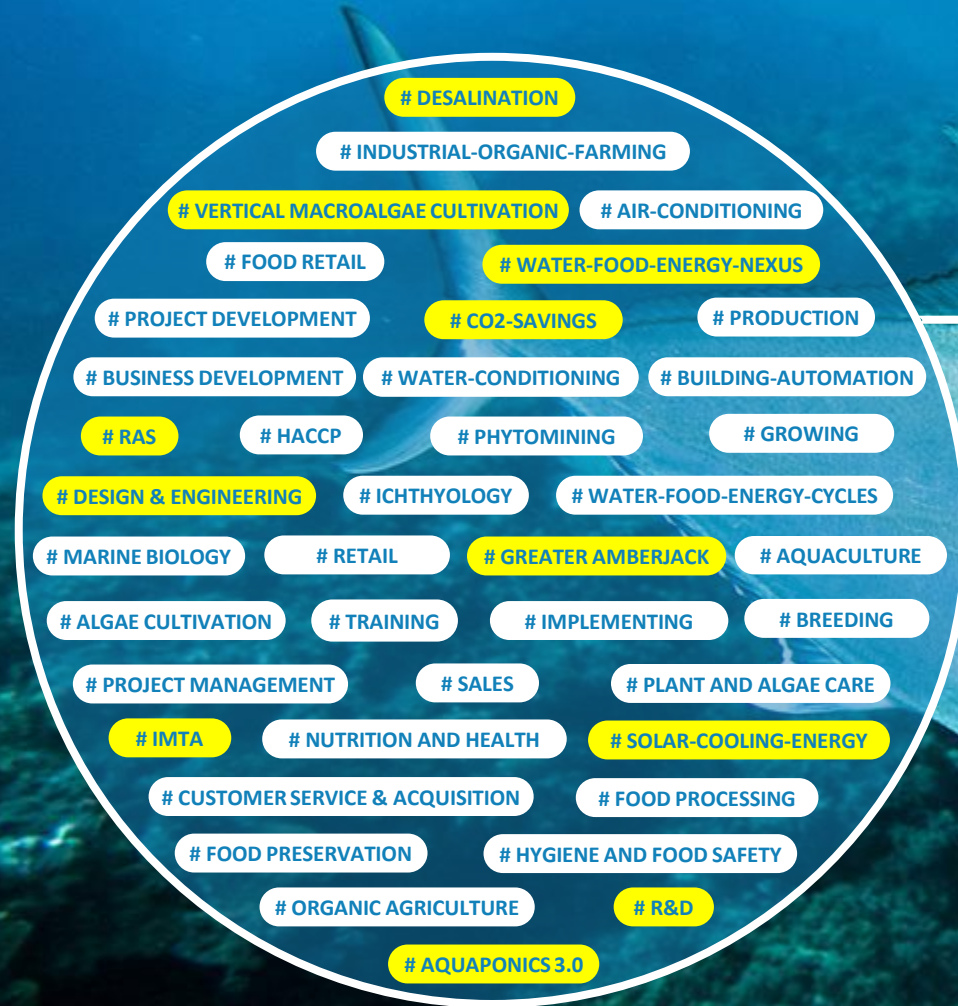 # DESALINATION
# INDUSTRIAL-ORGANIC-FARMING
# VERTICAL MACROALGAE CULTIVATION # AIR-CONDITIONING
# FOOD RETAIL # WATER-FOOD-ENERGY-NEXUS
# PROJECT DEVELOPMENT # CO2-SAVINGS # PRODUCTION
# BUSINESS DEVELOPMENT # WATER-CONDITIONING # BUILDING-AUTOMATION
# RAS # HACCP # PHYTOMINING # GROWING
# DESIGN & ENGINEERING # ICHTHYOLOGY # WATER-FOOD-ENERGY-CYCLES
# MARINE BIOLOGY # RETAIL # GREATER AMBERJACK # AQUACULTURE
# ALGAE CULTIVATION # TRAINING # IMPLEMENTING # BREEDING
# PROJECT MANAGEMENT # SALES # PLANT AND ALGAE CARE
# IMTA # NUTRITION AND HEALTH # SOLAR-COOLING-ENERGY
# CUSTOMER SERVICE & ACQUISITION # FOOD PROCESSING
# FOOD PRESERVATION # HYGIENE AND FOOD SAFETY
# ORGANIC AGRICULTURE # R&D
# AQUAPONICS 3.0